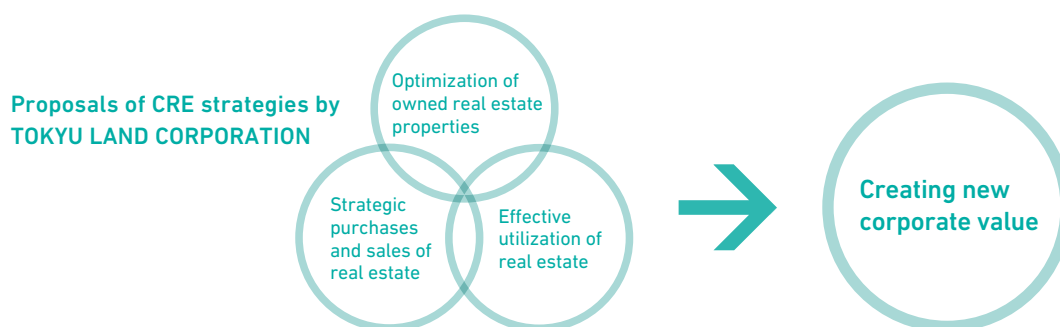 Proposals of CRE strategies by
TOKYU LAND CORPORATION
Optimization of
owned real estate
properties
Strategic
purchases
and sales of
real estate
Effective
utilization of
real estate
Creating new
corporate value